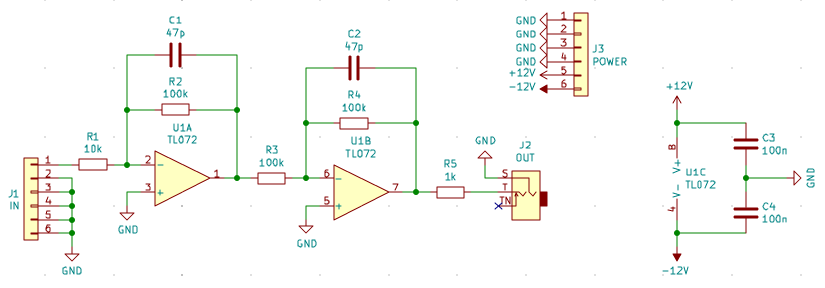 C1
47p
R2
100k
U1A
TL072
R1
10k
2
3
1
−
+
GND
J1
IN
1
2
3
4
5
6
GND
C2
47p
R4
100k
U1B
TL072
R3
100k
6
5
7
−
+
GND
R5
1k
GND
J2
OUT
S
T
TN
GND
GND
GND
GND
+12V
−12V
1
2
3
4
5
6
J3
POWER
+12V
8
V+
U1C
TL072
V−
4
−12V
C3
100n
GND
C4
100n